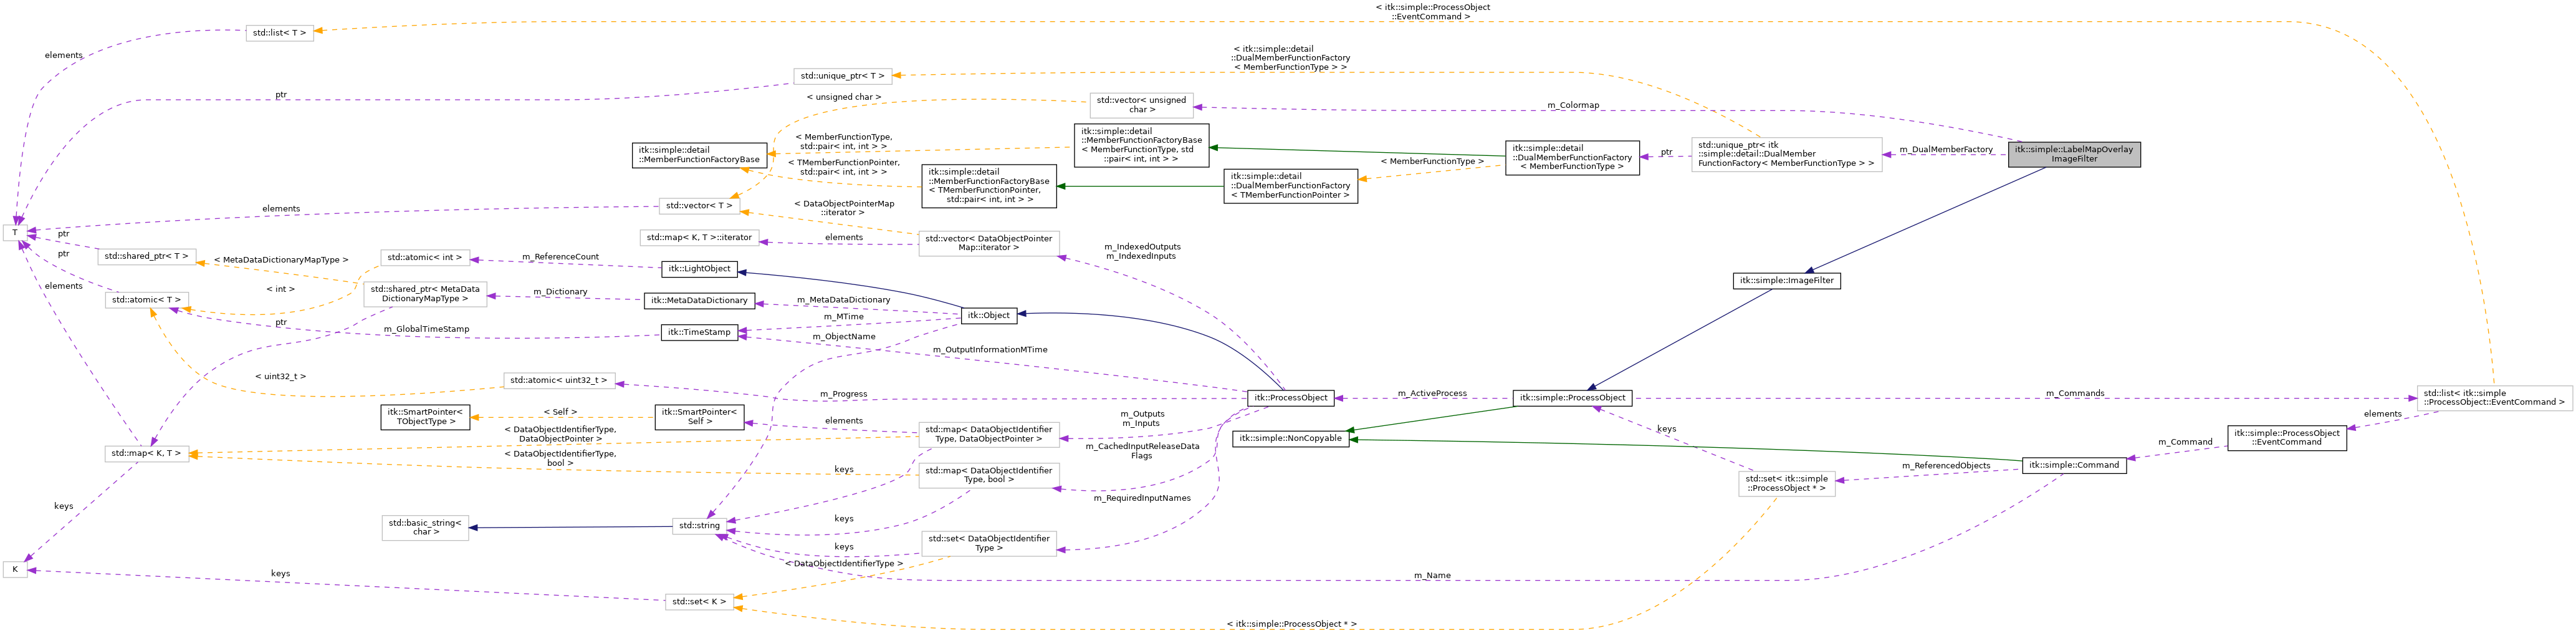 < itk::simple::ProcessObject
::EventCommand >
std::list< T >
elements
< itk::simple::detail
::DualMemberFunctionFactory
< MemberFunctionType > >
std::unique_ptr< T >
ptr
< unsigned char >
std::vector< unsigned
char >
m_Colormap
itk::simple::detail
::MemberFunctionFactoryBase
< MemberFunctionType,
std::pair< int, int > >
itk::simple::detail
::MemberFunctionFactoryBase
< MemberFunctionType, std
::pair< int, int > >
itk::simple::detail
::DualMemberFunctionFactory
< MemberFunctionType >
ptr
std::unique_ptr< itk
::simple::detail::DualMember
FunctionFactory< MemberFunctionType > >
m_DualMemberFactory
itk::simple::LabelMapOverlay
ImageFilter
< TMemberFunctionPointer,
std::pair< int, int > >
itk::simple::detail
::MemberFunctionFactoryBase
< TMemberFunctionPointer,
std::pair< int, int > >
itk::simple::detail
::DualMemberFunctionFactory
< TMemberFunctionPointer >
< MemberFunctionType >
elements
std::vector< T >
< DataObjectPointerMap
::iterator >
T
ptr
std::shared_ptr< T >
std::map< K, T >::iterator
elements
std::vector< DataObjectPointer
Map::iterator >
m_IndexedOutputs
m_IndexedInputs
ptr
< MetaDataDictionaryMapType >
std::atomic< int >
m_ReferenceCount
itk::LightObject
elements
std::atomic< T >
< int >
std::shared_ptr< MetaData
DictionaryMapType >
m_Dictionary
itk::MetaDataDictionary
m_MetaDataDictionary
itk::Object
itk::simple::ImageFilter
ptr
m_GlobalTimeStamp
itk::TimeStamp
m_MTime
m_ObjectName
m_OutputInformationMTime
< uint32_t >
std::atomic< uint32_t >
m_Progress
itk::ProcessObject
m_ActiveProcess
itk::simple::ProcessObject
m_Commands
std::list< itk::simple
::ProcessObject::EventCommand >
itk::SmartPointer<
TObjectType >
< Self >
itk::SmartPointer<
Self >
elements
std::map< DataObjectIdentifier
Type, DataObjectPointer >
m_Outputs
m_Inputs
itk::simple::NonCopyable
keys
elements
itk::simple::ProcessObject
::EventCommand
m_Command
itk::simple::Command
m_ReferencedObjects
std::set< itk::simple
::ProcessObject * >
std::map< K, T >
< DataObjectIdentifierType,
DataObjectPointer >
< DataObjectIdentifierType,
bool >
keys
std::map< DataObjectIdentifier
Type, bool >
m_CachedInputReleaseData
Flags
m_RequiredInputNames
keys
std::basic_string<
char >
std::string
keys
keys
std::set< DataObjectIdentifier
Type >
< DataObjectIdentifierType >
K
keys
std::set< K >
m_Name
< itk::simple::ProcessObject * >